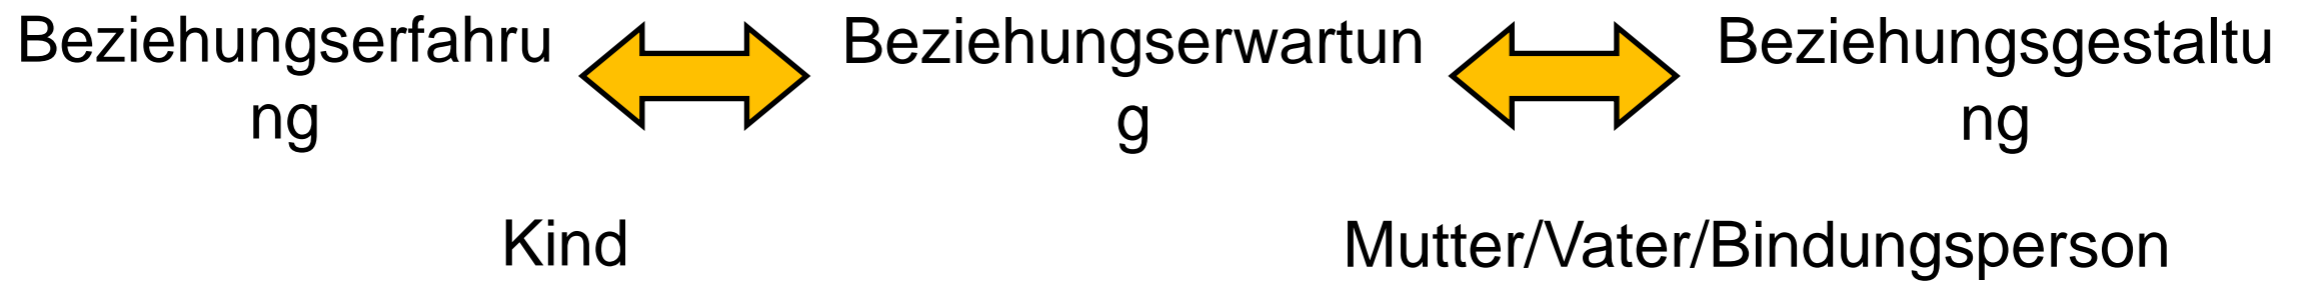 Beziehungserfahru
ng
Beziehungserwartun
g
Beziehungsgestaltu
ng
Kind
Mutter/Vater/Bindungsperson